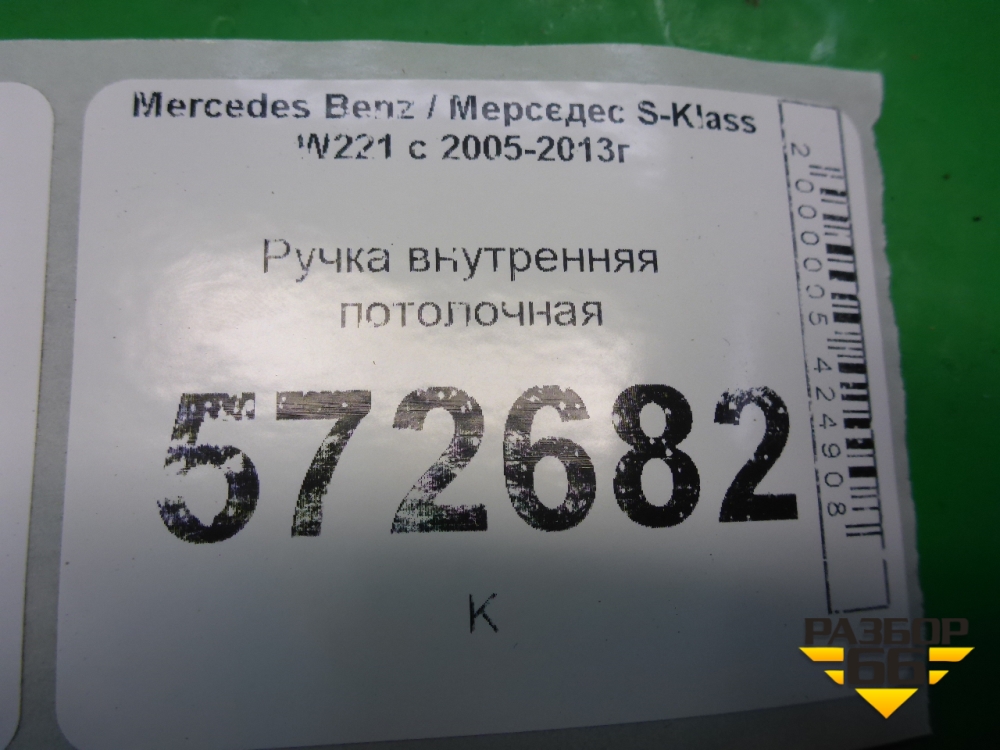 Mercedes Benz / Мерседес S-Klass
W221 с 2005-2013г
Ручка внутренняя
потолочная
572682
К
2000005424908
РАЗБОР
66